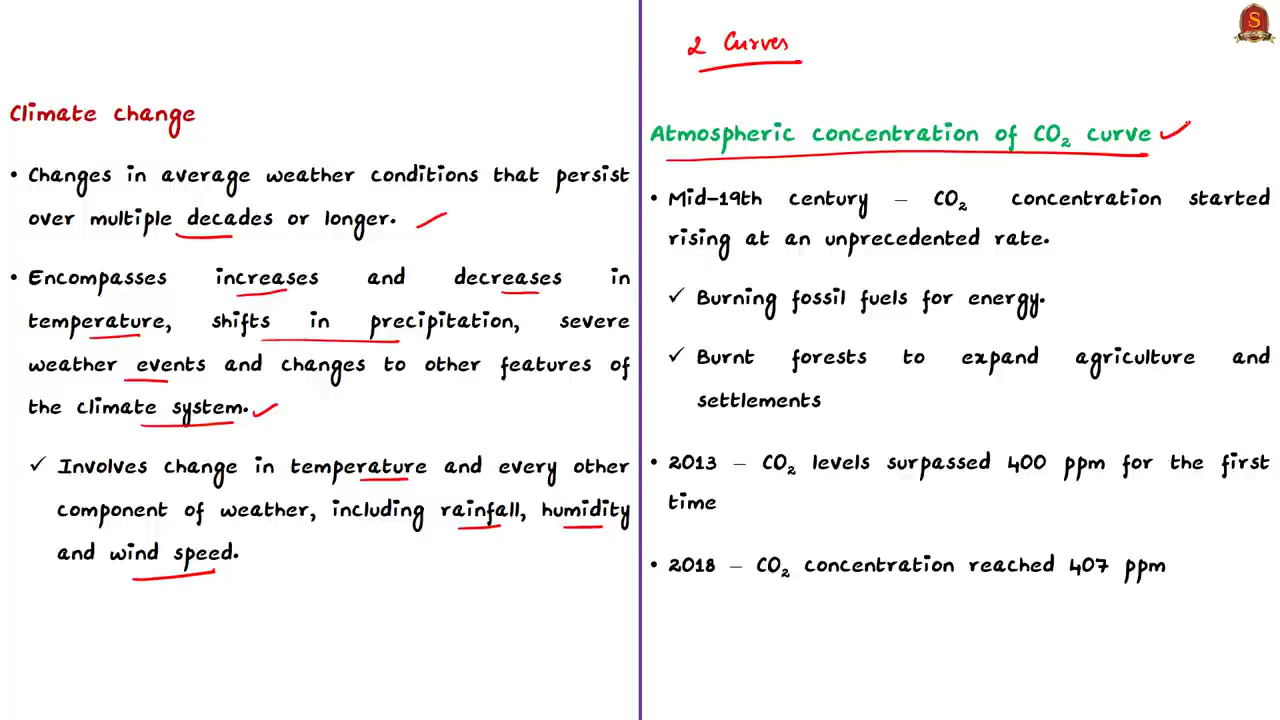 Climate change
• Changes in average weather conditions that persist
over multiple decades or longer.
• Encompasses increases and decreases in
temperature, shifts in precipitation, severe
weather events and changes to other features of
the climate system.
✓ Involves change in temperature and every other
component of weather, including rainfall, humidity
and wind speed.
2 Curves
Atmospheric concentration of CO₂ curve
• Mid-19th century – CO₂ concentration started
rising at an unprecedented rate.
✓ Burning fossil fuels for energy.
✓ Burnt forests to expand agriculture and
settlements
• 2013 – CO₂ levels surpassed 400 ppm for the first
time
• 2018 – CO₂ concentration reached 407 ppm
S